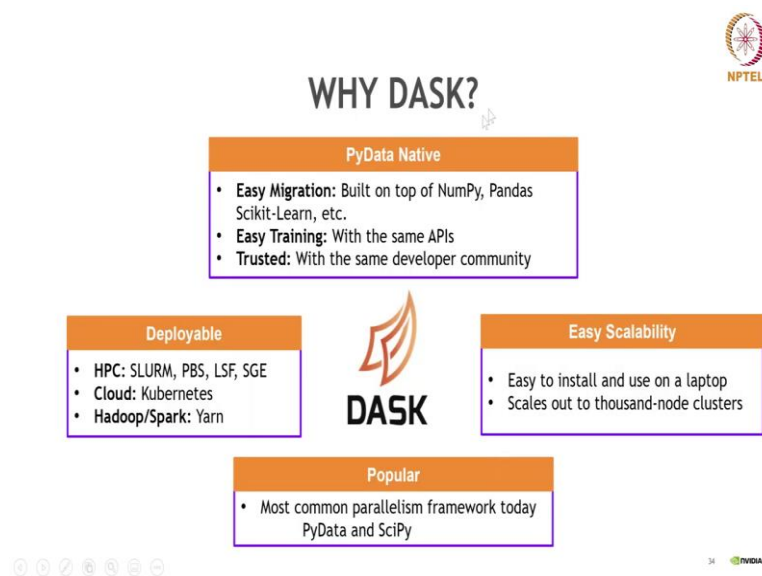 NPTEL
WHY DASK?
PyData Native
• Easy Migration: Built on top of NumPy, Pandas
Scikit-Learn, etc.
• Easy Training: With the same APIs
• Trusted: With the same developer community
Deployable
• HPC: SLURM, PBS, LSF, SGE
• Cloud: Kubernetes
• Hadoop/Spark: Yarn
DASK
Easy Scalability
• Easy to install and use on a laptop
• Scales out to thousand-node clusters
Popular
• Most common parallelism framework today
PyData and SciPy
34 NVIDIA